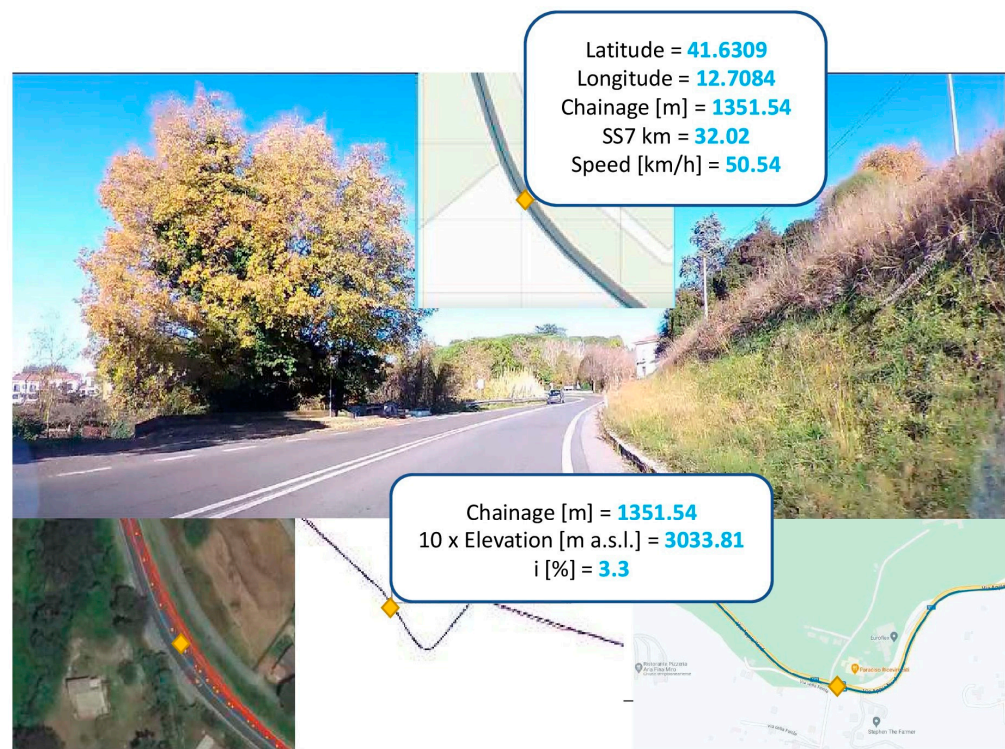 Latitude = 41.6309
Longitude = 12.7084
Chainage [m] = 1351.54
SS7 km = 32.02
Speed [km/h] = 50.54
Chainage [m] = 1351.54
10 x Elevation [m a.s.l.] = 3033.81
i [%] = 3.3
Ristorante Pizzeria
Stephen The Farmer